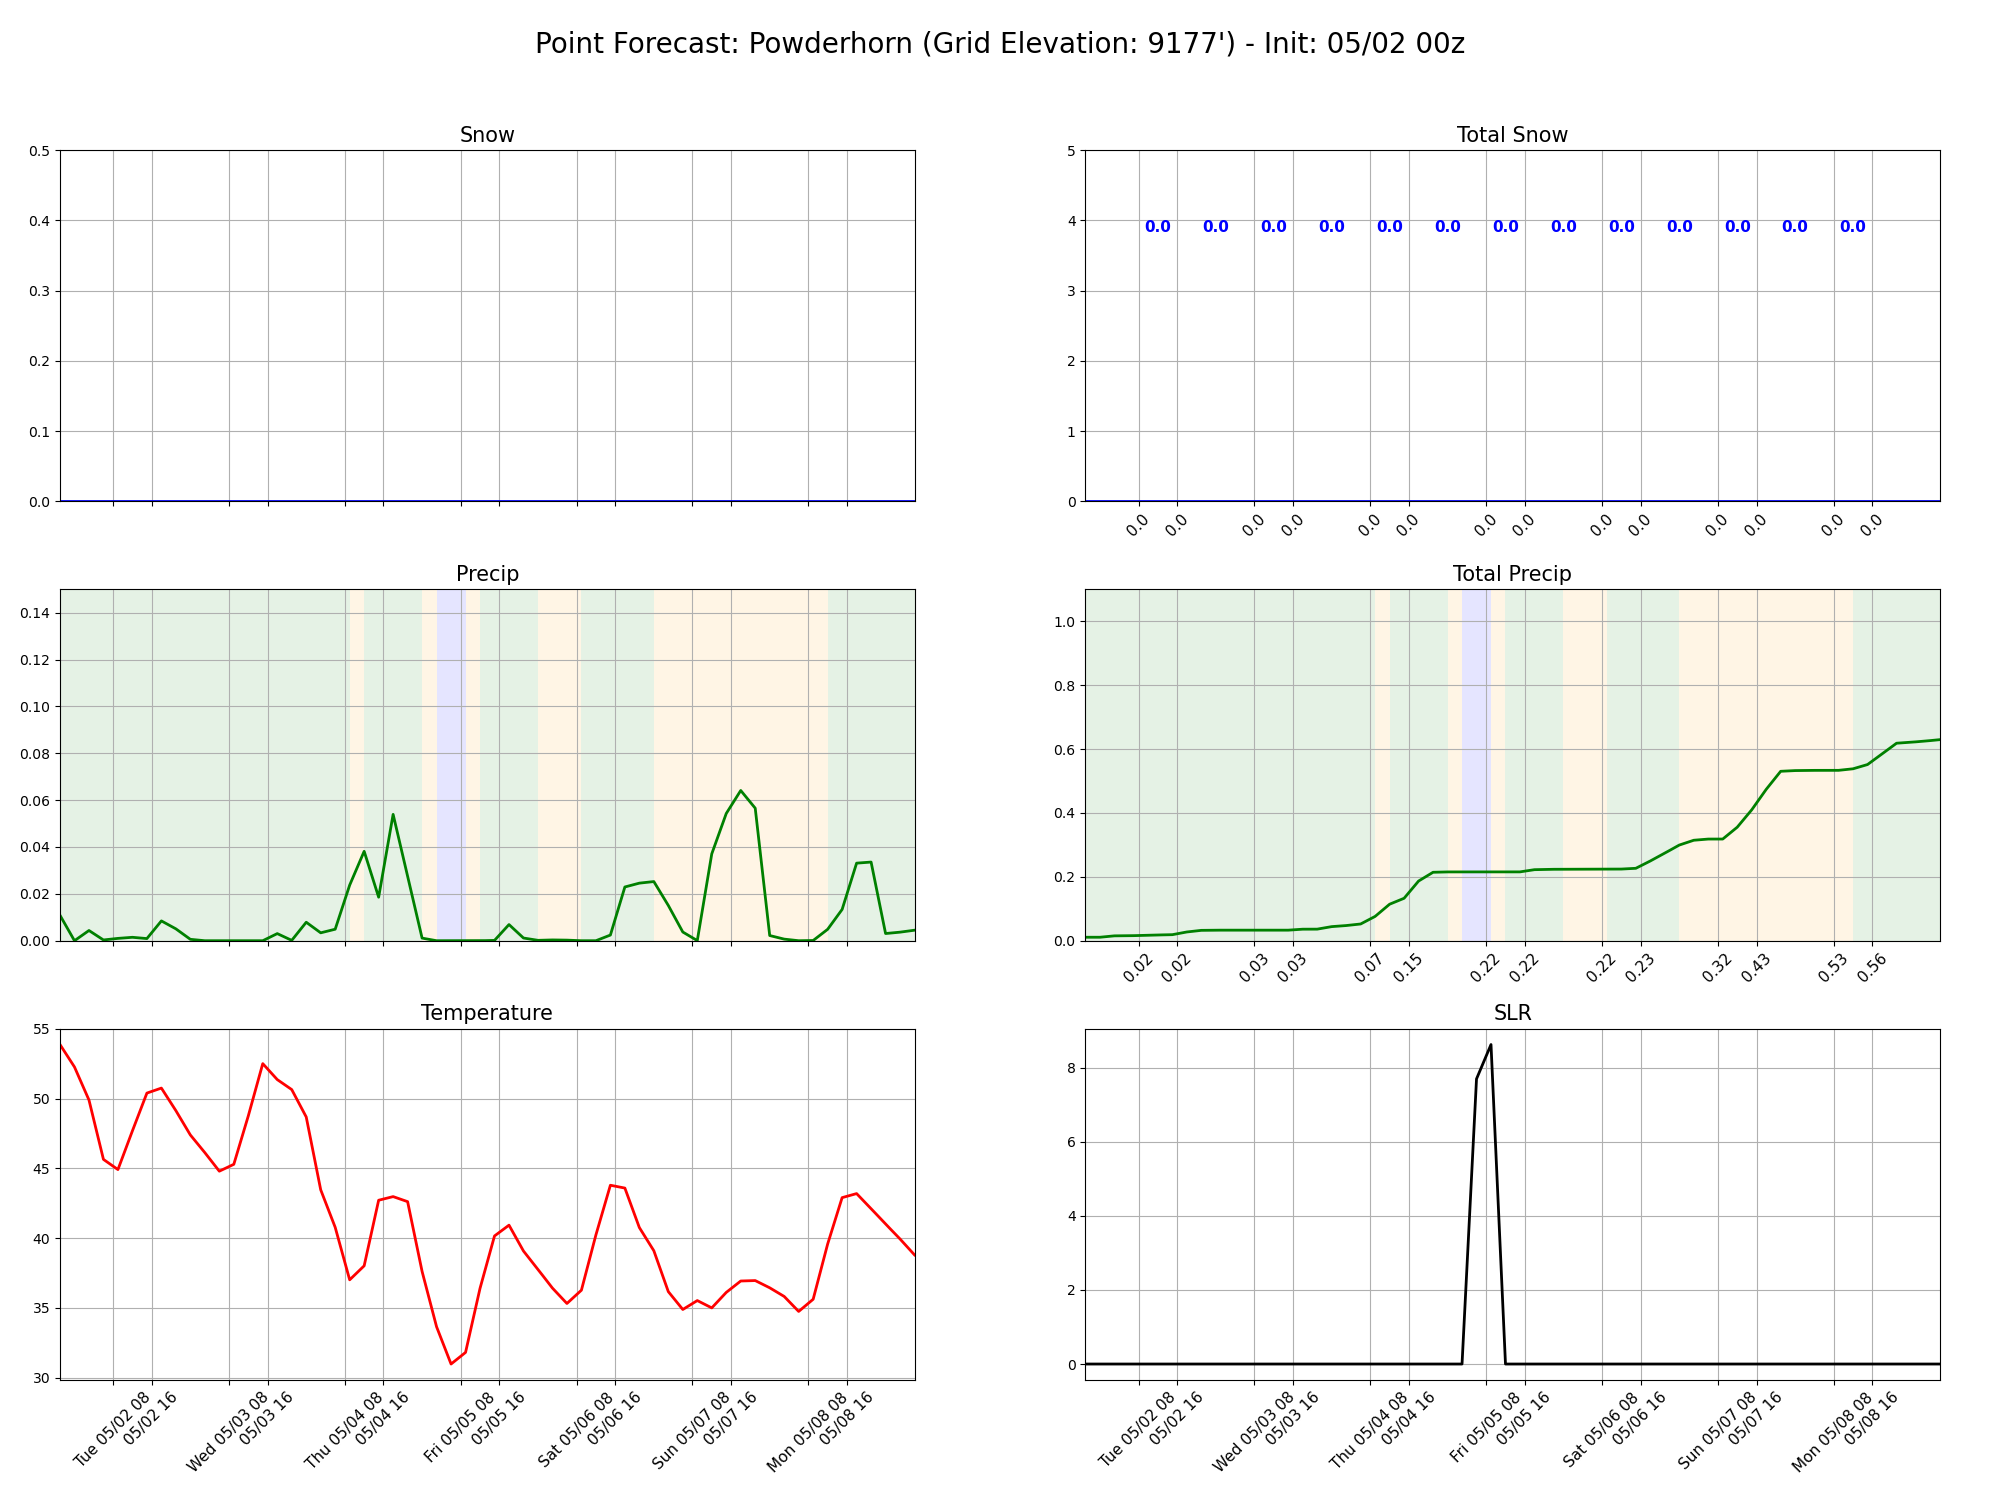 Point Forecast: Powderhorn (Grid Elevation: 9177') - Init: 05/02 00z
Snow
0.5
0.4
0.3
0.2
0.1
0.0
Total Snow
5
4
3
2
1
0
0.0 0.0 0.0 0.0 0.0 0.0 0.0 0.0 0.0 0.0 0.0 0.0 0.0
0.0 0.0 0.0 0.0 0.0 0.0 0.0 0.0 0.0 0.0 0.0 0.0 0.0 0.0
Precip
0.14
0.12
0.10
0.08
0.06
0.04
0.02
0.00
Total Precip
1.0
0.8
0.6
0.4
0.2
0.0
0.02 0.02 0.03 0.03 0.07 0.15 0.22 0.22 0.22 0.23 0.32 0.43 0.53 0.56
Temperature
55
50
45
40
35
30
Tue 05/02 08
05/02 16
Wed 05/03 08
05/03 16
Thu 05/04 08
05/04 16
Fri 05/05 08
05/05 16
Sat 05/06 08
05/06 16
Sun 05/07 08
05/07 16
Mon 05/08 08
05/08 16
SLR
8
6
4
2
0
Tue 05/02 08
05/02 16
Wed 05/03 08
05/03 16
Thu 05/04 08
05/04 16
Fri 05/05 08
05/05 16
Sat 05/06 08
05/06 16
Sun 05/07 08
05/07 16
Mon 05/08 08
05/08 16